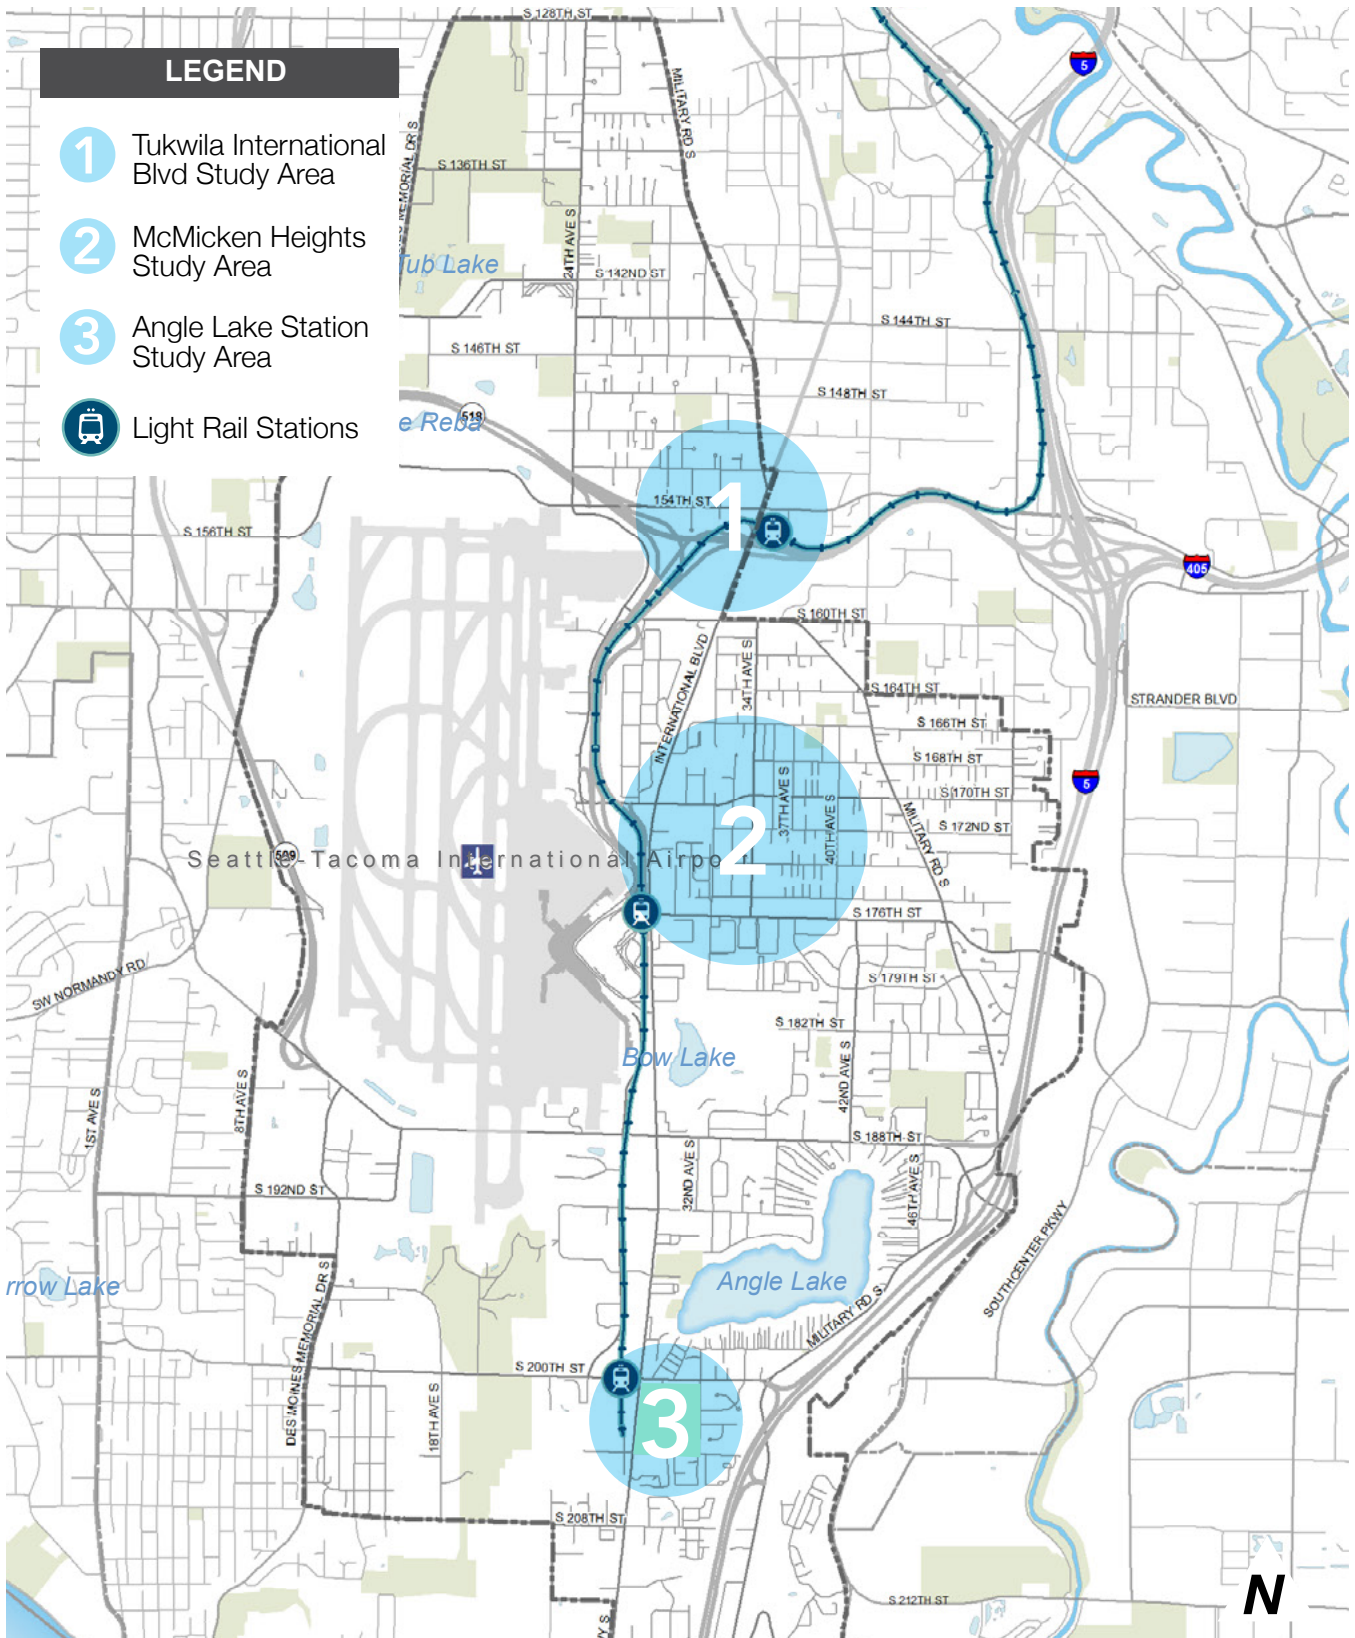 S 128TH ST
LEGEND
1
Tukwila International
Blvd Study Area
2
McMicken Heights
Study Area
3
Angle Lake Station
Study Area
Light Rail Stations
5
MILITARY RD S
MEMORIAL DR S
S 136TH ST
24TH AVE S
Tub Lake
S 142ND ST
S 144TH ST
S 146TH ST
S 148TH ST
518
e Reba
154TH ST
1
S 156TH ST
405
S 160TH ST
INTERNATIONAL BLVD
34TH AVE S
S 164TH ST
STRANDER BLVD
S 166TH ST
S 168TH ST
5
37TH AVE S
S 170TH ST
40TH AVE S
MILITARY RD S
S 172ND ST
2
509
Seattle-Tacoma International Airpor
S 176TH ST
SW NORMANDY RD
S 179TH ST
S 182TH ST
Bow Lake
42ND AVE S
8TH AVE S
1ST AVE S
S 188TH ST
32ND AVE S
46TH AVE S
S 192ND ST
SOUTHCENTER PKWY
Angle Lake
rrow Lake
MILITARY RD S
DES MOINES MEMORIAL DR S
S 200TH ST
18TH AVE S
3
S 208TH ST
S 212TH ST
N
Y S